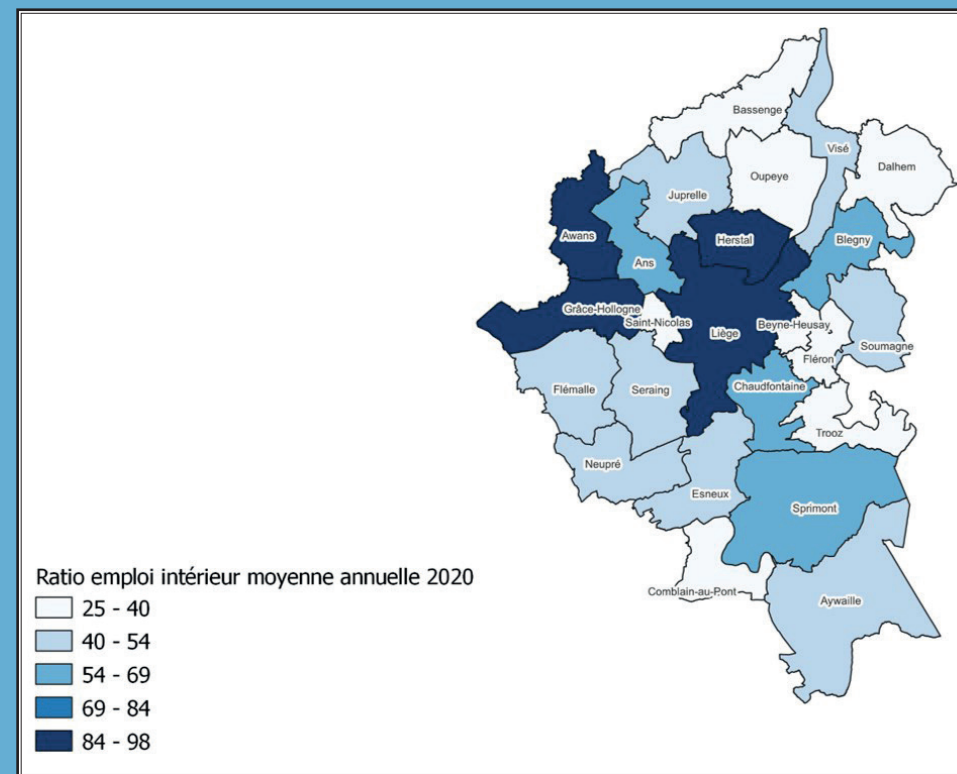 Bassenge
Visé
Dalhem
Oupeye
Juprelle
Awans
Herstal
Blegny
Ans
Grâce-Hollogne
Saint-Nicolas
Liège
Beyne-Heusay
Soumagne
Fléron
Flémalle
Seraing
Chaudfontaine
Trooz
Neupré
Esneux
Sprimont
Comblain-au-Pont
Aywaille
Ratio emploi intérieur moyenne annuelle 2020
25 - 40
40 - 54
54 - 69
69 - 84
84 - 98